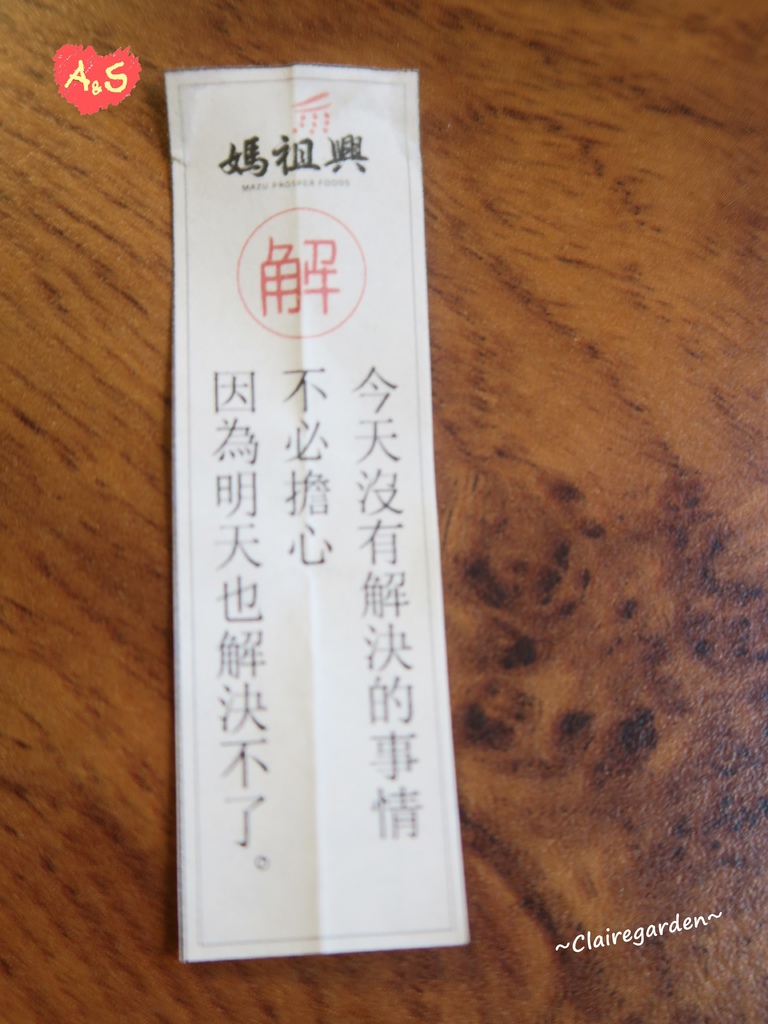 A&S
媽祖興
MAZU PROSPER FOODS
解
今天沒有解決的事情
不必擔心
因為明天也解決不了。
~Clairegarden~